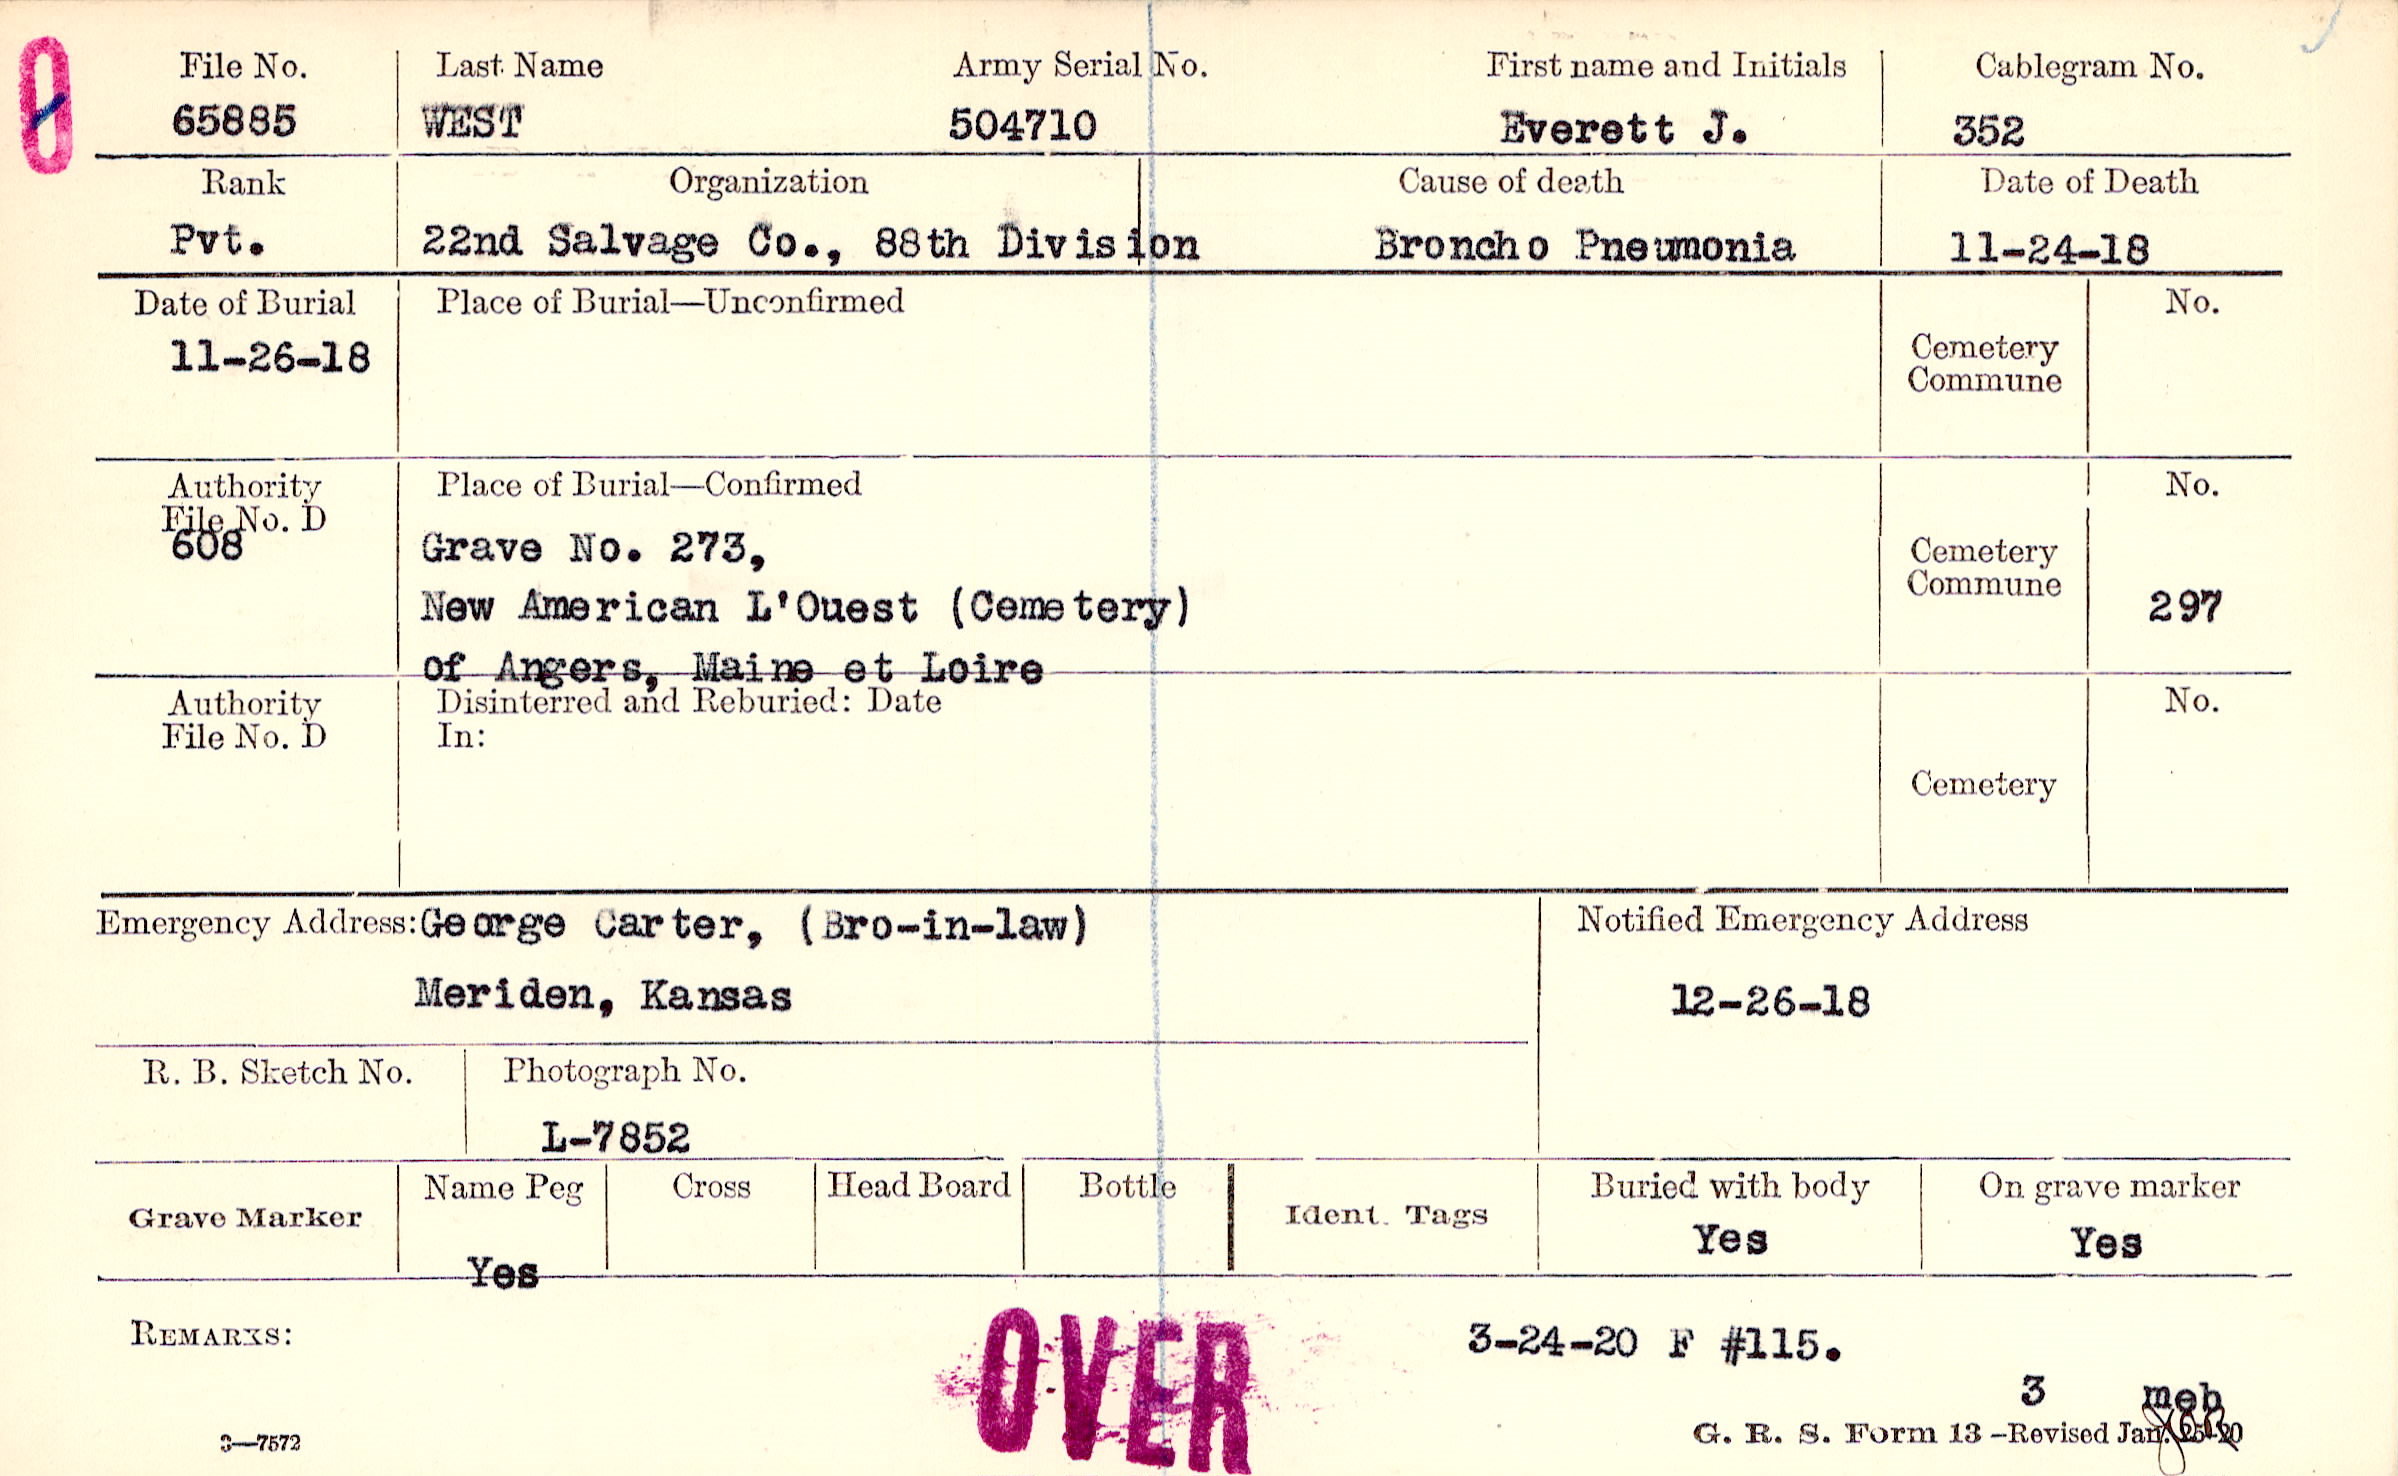 0
File No. Last Name Army Serial No. First name and Initials Cablegram No.
65885 WEST 504710 Everett J. 352
Rank Organization Cause of death Date of Death
Pvt. 22nd Salvage Co., 88th Division Broncho Pneumonia 11-24-18
Date of Burial Place of Burial—Unconfirmed No.
11-26-18
Cemetery
Commune
Authority Place of Burial—Confirmed No.
File No. D
608 Grave No. 273,
Cemetery
Commune
New American L'Ouest (Cemetery) 297
of Angers, Maine et Loire
Authority Disinterred and Reburied: Date No.
File No. D In:
Cemetery
Emergency Address: George Carter, (Bro-in-law) Notified Emergency Address
Meriden, Kansas 12-26-18
R. B. Sketch No. Photograph No.
L-7852
Grave Marker Name Peg Cross Head Board Bottle Ident. Tags Buried with body On grave marker
Yes Yes Yes
REMARKS: 3-24-20 F #115.
OVER
3 meb
3—7572 G. R. S. Form 13 -Revised Jan.